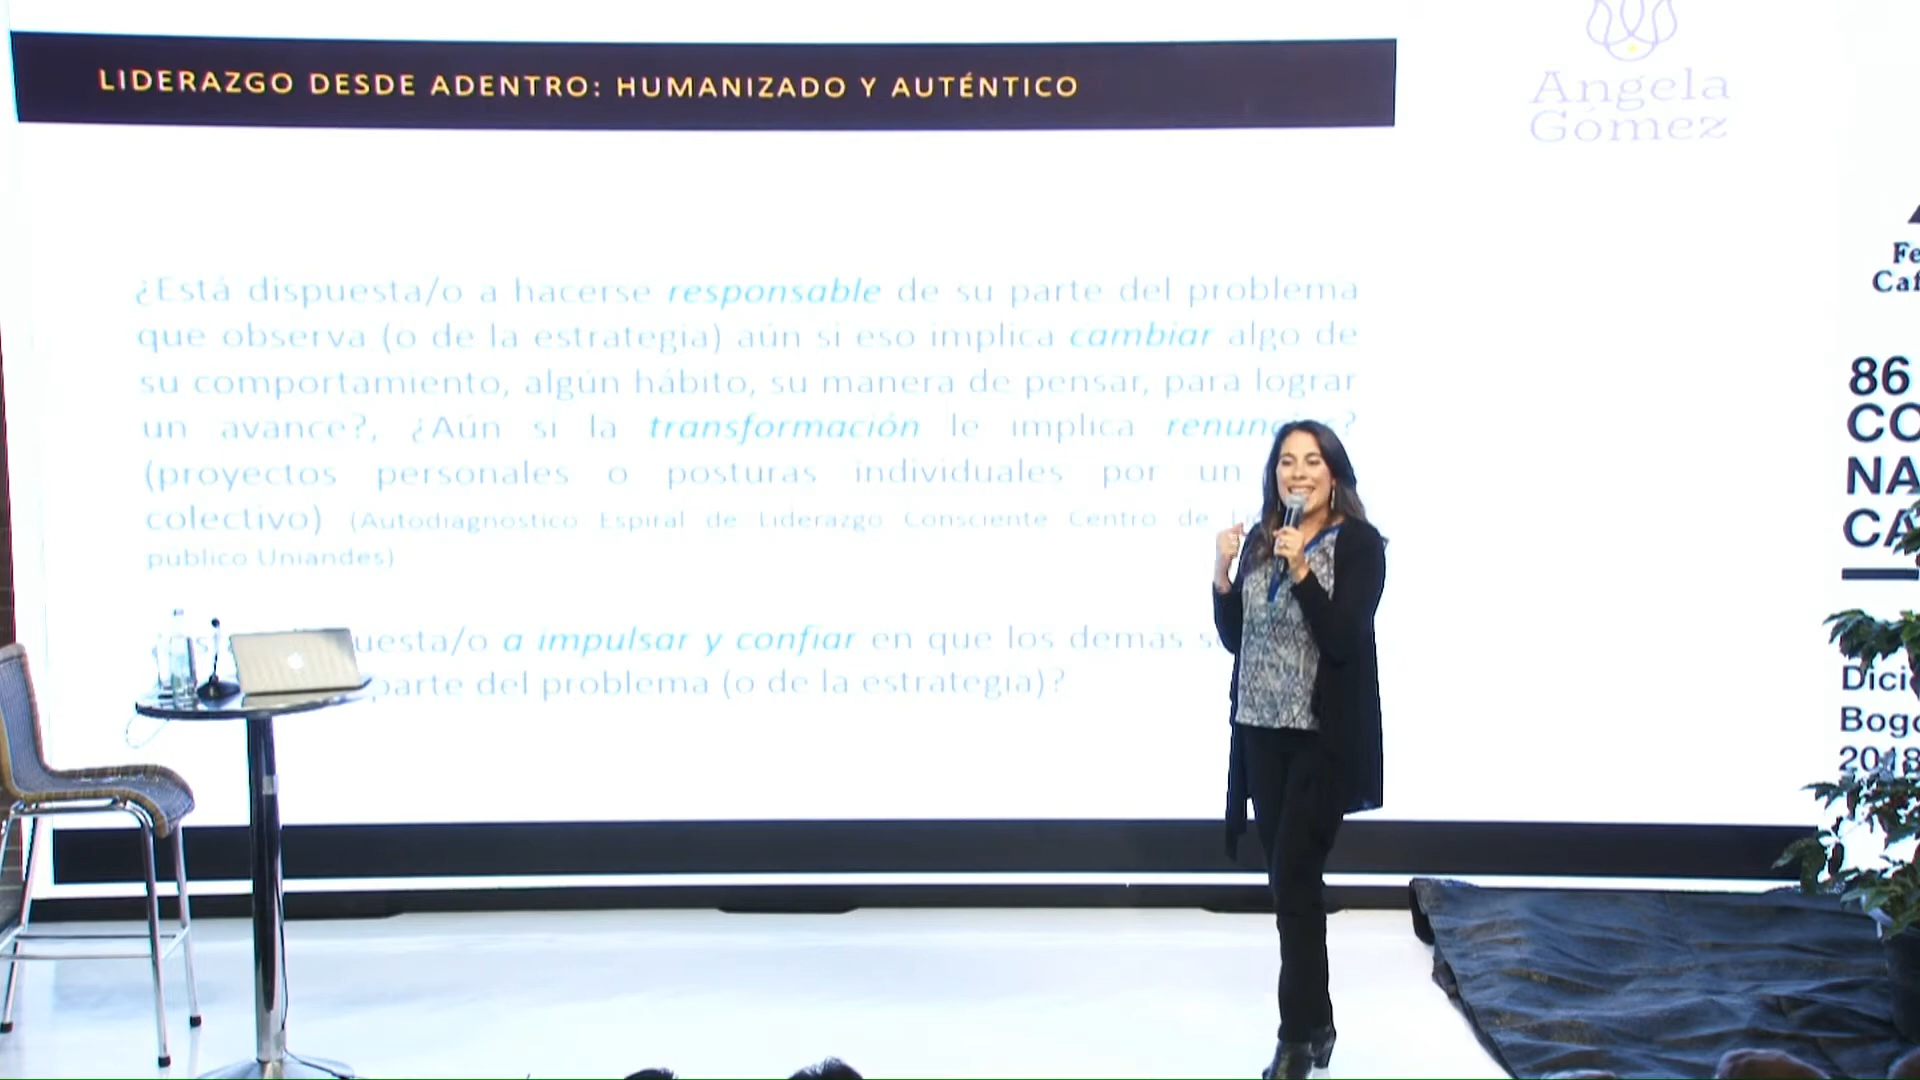 LIDERAZGO DESDE ADENTRO: HUMANIZADO Y AUTÉNTICO
Angela
Gómez
¿Está dispuesta/o a hacerse responsable de su parte del problema
que observa (o de la estrategia) aún si eso implica cambiar algo de
su comportamiento, algún hábito, su manera de pensar, para lograr
un avance?, ¿Aún si la transformación le implica
(proyectos personales o posturas individuales por un
colectivo) (Autodiagnostico Espiral de Liderazgo Consciente Centro de
público Uniandes)
a impulsar y confiar en que los demás
parte del problema (o de la estrategia)?
Fe
Caf
86
CO
NA
CA
Dici
Bogo
2018